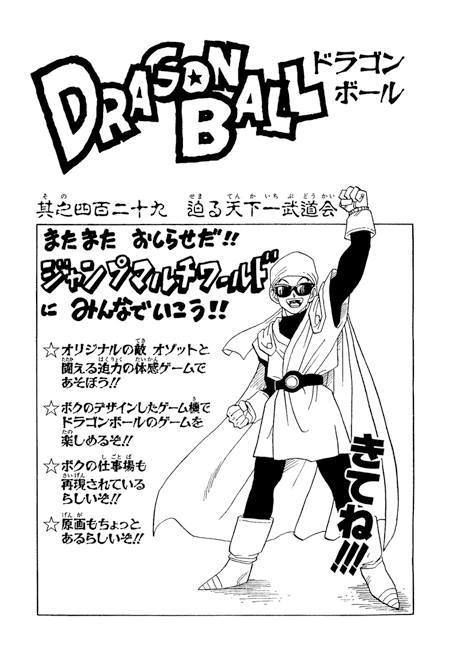 DRAGON BALL
ドラゴンボール
其之四百二十九 迫る天下一武道会
またまた おしらせだ!!
ジャンプマルチワールド
に みんなでいこう!!
☆オリジナルの敵 オゾットと
闘える迫力の体感ゲームで
あそぼう!!
☆ボクのデザインしたゲーム機で
ドラゴンボールのゲームを
楽しめるぞ!!
☆ボクの仕事場も
再現されている
らしいぞ!!
☆原画もちょっと
あるらしいぞ!!
きてね!!!